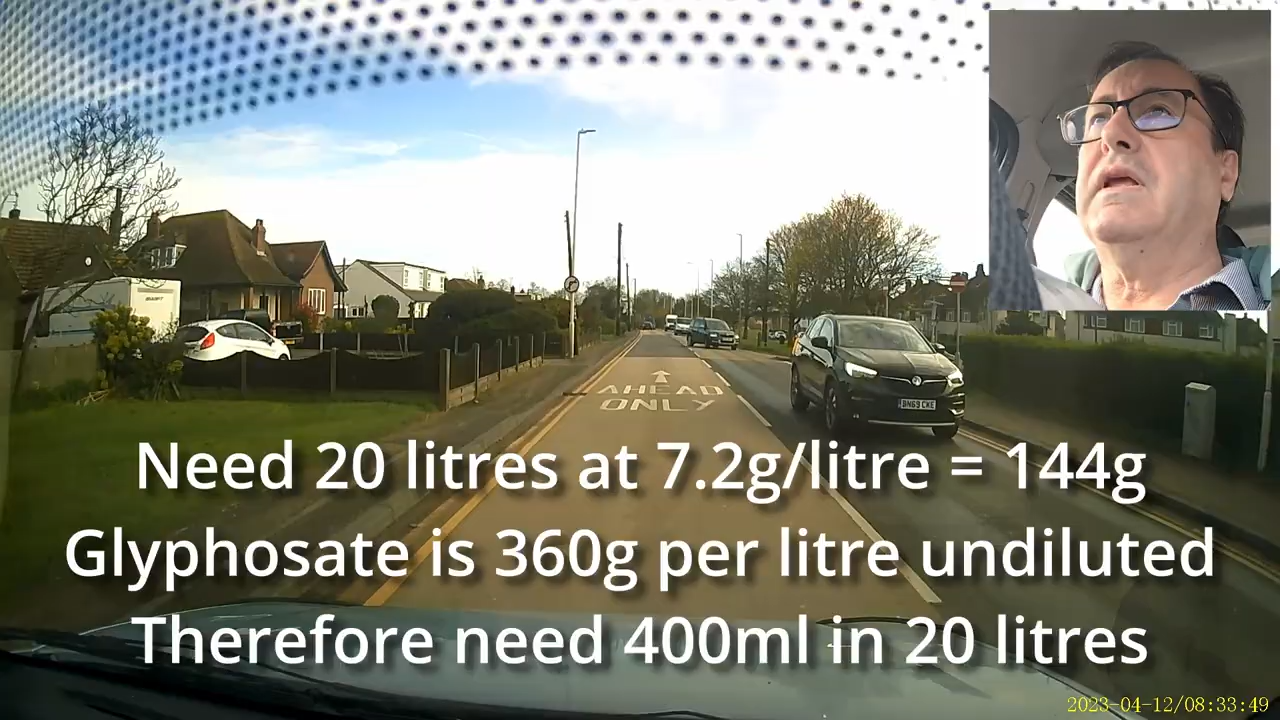 AHEAD
ONLY
BN69 CKE
Need 20 litres at 7.2g/litre = 144g
Glyphosate is 360g per litre undiluted
Therefore need 400ml in 20 litres
2023-04-12/08:33:49